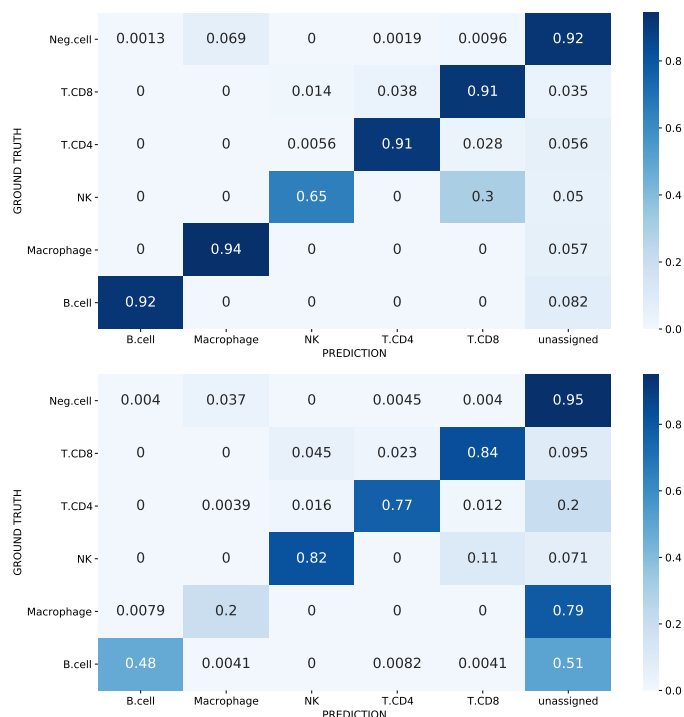 Neg.cell 0.0013 0.069 0 0.0019 0.0096 0.92
0.8
T.CD8 0 0 0.014 0.038 0.91 0.035
0.6
T.CD4 0 0 0.0056 0.91 0.028 0.056
GROUND TRUTH
0.4
NK 0 0 0.65 0 0.3 0.05
0.2
Macrophage 0 0.94 0 0 0 0.057
B.cell 0.92 0 0 0 0 0.082
0.0
B.cell Macrophage NK T.CD4 T.CD8 unassigned
PREDICTION
Neg.cell 0.004 0.037 0 0.0045 0.004 0.95
0.8
T.CD8 0 0 0.045 0.023 0.84 0.095
0.6
T.CD4 0 0.0039 0.016 0.77 0.012 0.2
GROUND TRUTH
0.4
NK 0 0 0.82 0 0.11 0.071
0.2
Macrophage 0.0079 0.2 0 0 0 0.79
B.cell 0.48 0.0041 0 0.0082 0.0041 0.51
0.0
B.cell Macrophage NK T.CD4 T.CD8 unassigned
PREDICTION